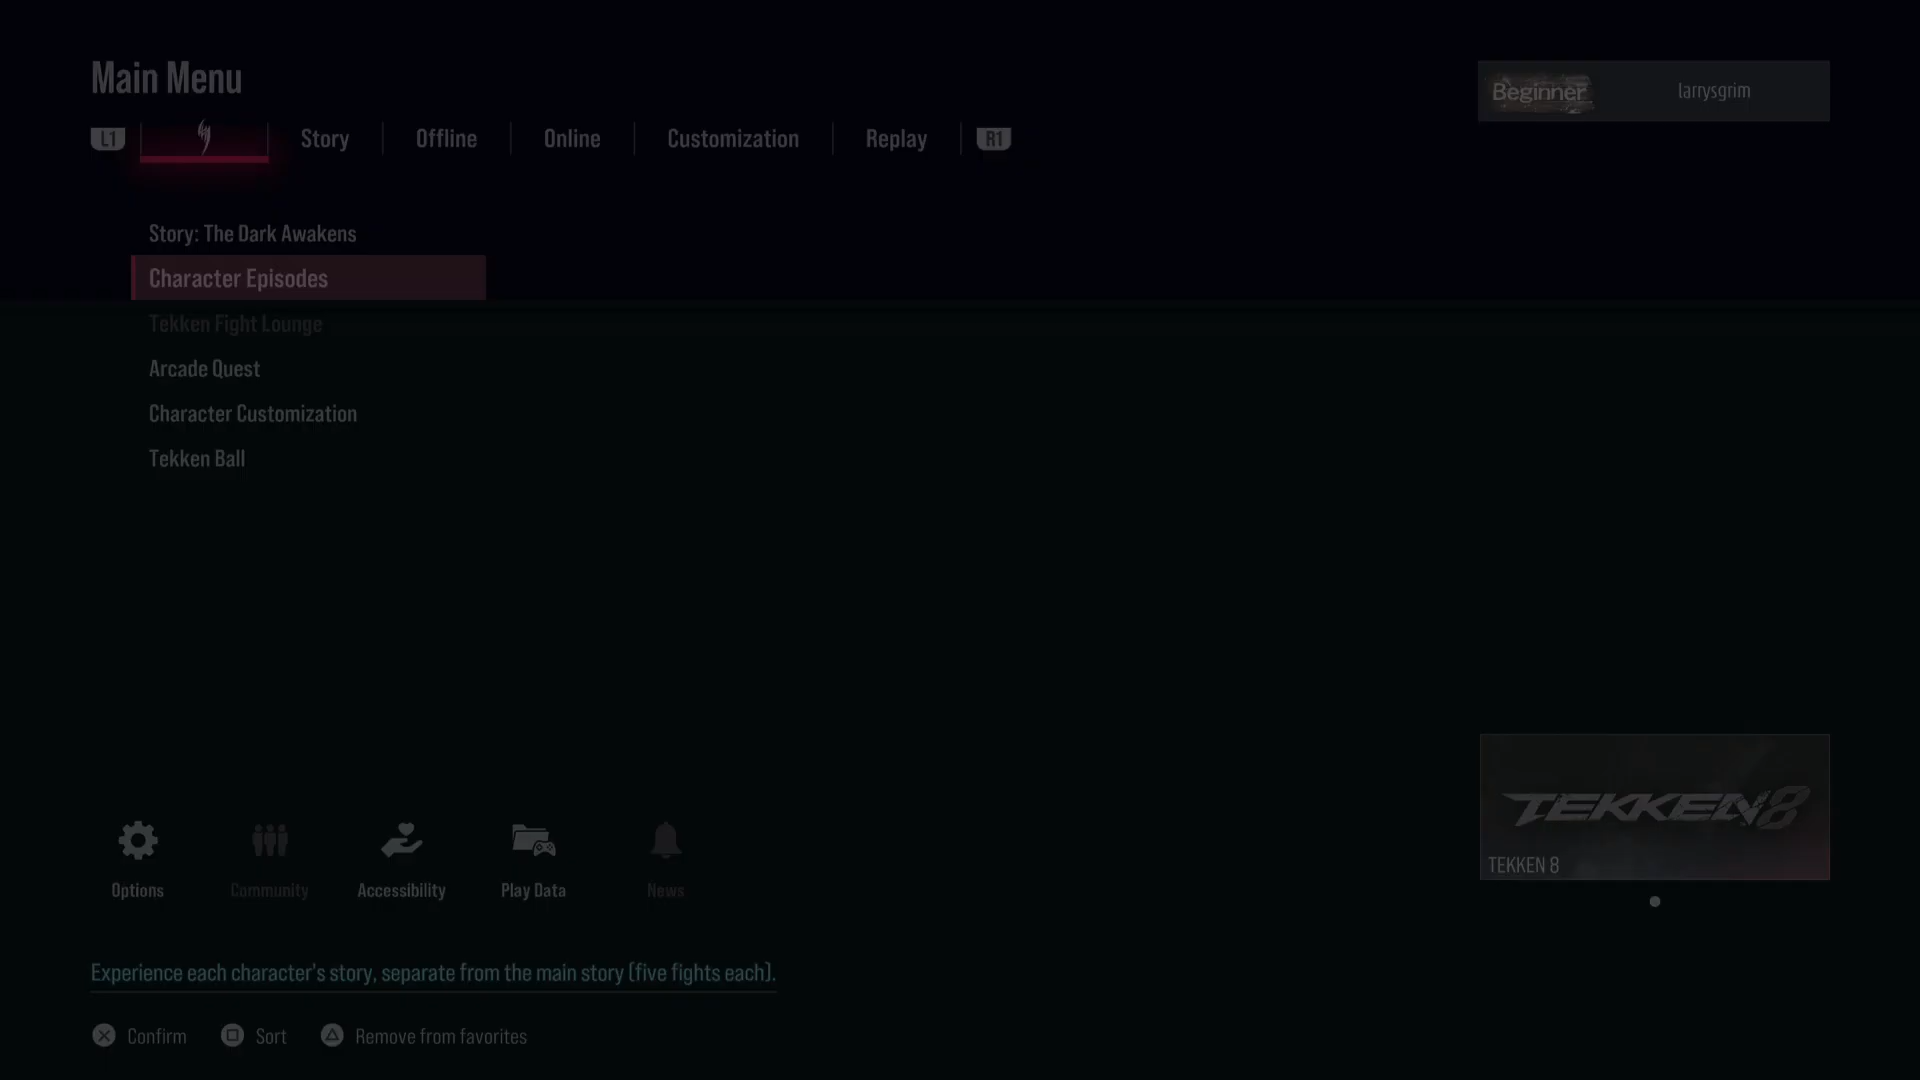 Main Menu
Beginner larrysgrim
L1 Story Offline Online Customization Replay R1
Story: The Dark Awakens
Character Episodes
Tekken Fight Lounge
Arcade Quest
Character Customization
Tekken Ball
TEKKEN 8
TEKKEN 8
Options Community Accessibility Play Data News
Experience each character's story, separate from the main story (five fights each).
Confirm Sort Remove from favorites